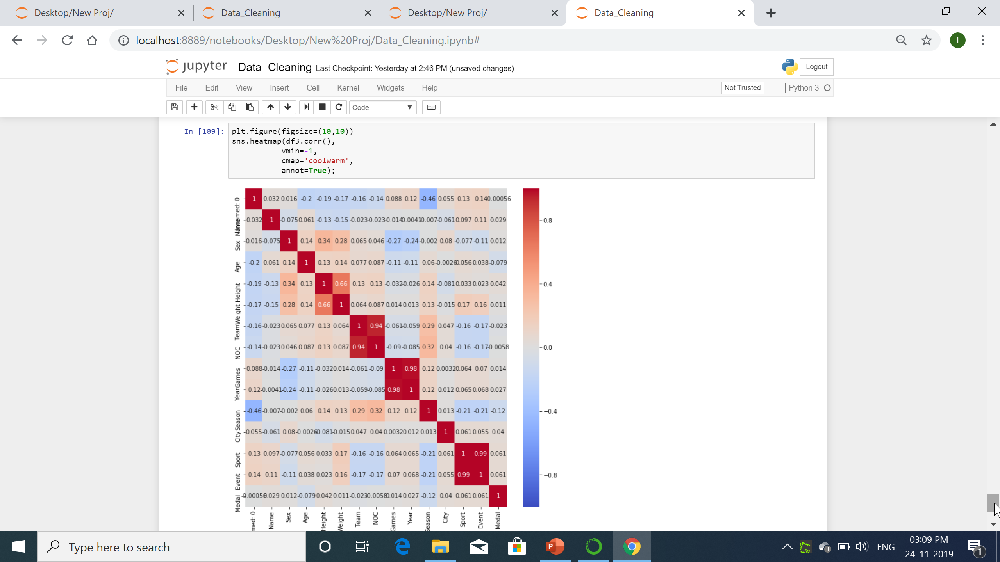 Desktop/New Proj/
Data_Cleaning
Desktop/New Proj/
Data_Cleaning
localhost:8889/notebooks/Desktop/New%20Proj/Data_Cleaning.ipynb#
I
jupyter Data_Cleaning Last Checkpoint: Yesterday at 2:46 PM (unsaved changes)
Logout
File Edit View Insert Cell Kernel Widgets Help
Not Trusted
Python 3
Code
In [109]:
plt.figure(figsize=(10,10))
sns.heatmap(df3.corr(),
vmin=-1,
cmap='coolwarm',
annot=True);
1 0.032 0.016 -0.2 -0.19 -0.17 -0.16 -0.14 0.088 0.12 -0.46 0.055 0.13 0.14 0.00056
Name 0.032 1 -0.075 0.061 -0.13 -0.15 -0.023 -0.023 -0.014 0.0041 0.007 -0.061 0.097 0.11 0.029
Sex 0.016 -0.075 1 0.14 0.34 0.28 0.065 0.046 -0.27 -0.24 -0.002 0.08 -0.077 -0.11 0.012
Age -0.2 0.061 0.14 1 0.13 0.14 0.077 0.087 -0.11 -0.11 0.06 -0.0026 0.056 0.038 -0.079
Height -0.19 -0.13 0.34 0.13 1 0.66 0.13 0.13 -0.032 0.026 0.14 -0.081 0.033 0.023 0.042
Weight -0.17 -0.15 0.28 0.14 0.66 1 0.064 0.087 0.014 0.013 0.13 -0.015 0.17 0.16 0.011
Team -0.16 -0.023 0.065 0.077 0.13 0.064 1 0.94 -0.061 -0.059 0.29 0.047 -0.16 -0.17 -0.023
NOC -0.14 -0.023 0.046 0.087 0.13 0.087 0.94 1 -0.09 -0.085 0.32 0.04 -0.16 -0.17 0.0058
Games 0.088 -0.014 -0.27 -0.11 -0.032 0.014 -0.061 -0.09 1 0.98 0.12 0.0032 0.064 0.07 0.014
Year 0.12 -0.0041 -0.24 -0.11 -0.026 0.013 -0.059 -0.085 0.98 1 0.12 0.012 0.065 0.068 0.027
Season -0.46 -0.007 -0.002 0.06 0.14 0.13 0.29 0.32 0.12 0.12 1 0.013 -0.21 -0.21 -0.12
City 0.055 -0.061 0.08 -0.0026 0.081 -0.015 0.047 0.04 0.0032 0.012 0.013 1 0.061 0.055 0.04
Sport 0.13 0.097 -0.077 0.056 0.033 0.17 -0.16 -0.16 0.064 0.065 -0.21 0.061 1 0.99 0.061
Event 0.14 0.11 -0.11 0.038 0.023 0.16 -0.17 -0.17 0.07 0.068 -0.21 0.055 0.99 1 0.061
Medal 0.00056 0.029 0.012 -0.079 0.042 0.011 -0.023 0.0058 0.014 0.027 -0.12 0.04 0.061 0.061 1
med: 0 Name Sex Age Height Weight Team NOC Games Year Season City Sport Event Medal
0.8
0.4
0.0
−0.4
−0.8
Type here to search
ENG
03:09 PM
24-11-2019
1